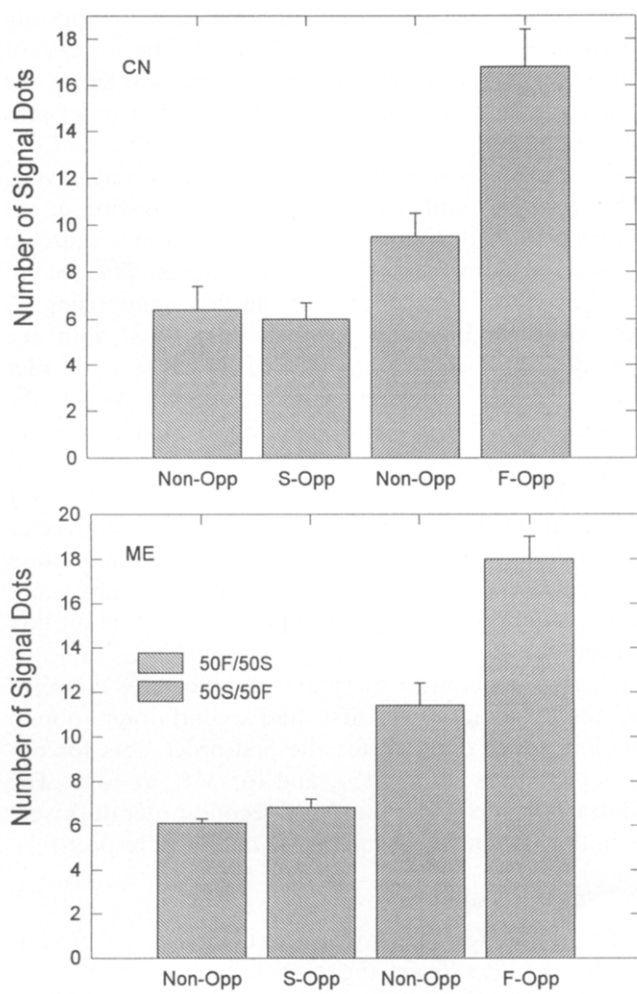 18
16
14
12
10
8
6
4
2
0
Number of Signal Dots
CN
Non-Opp S-Opp Non-Opp F-Opp
20
18
16
14
12
10
8
6
4
2
0
Number of Signal Dots
ME
50F/50S
50S/50F
Non-Opp S-Opp Non-Opp F-Opp